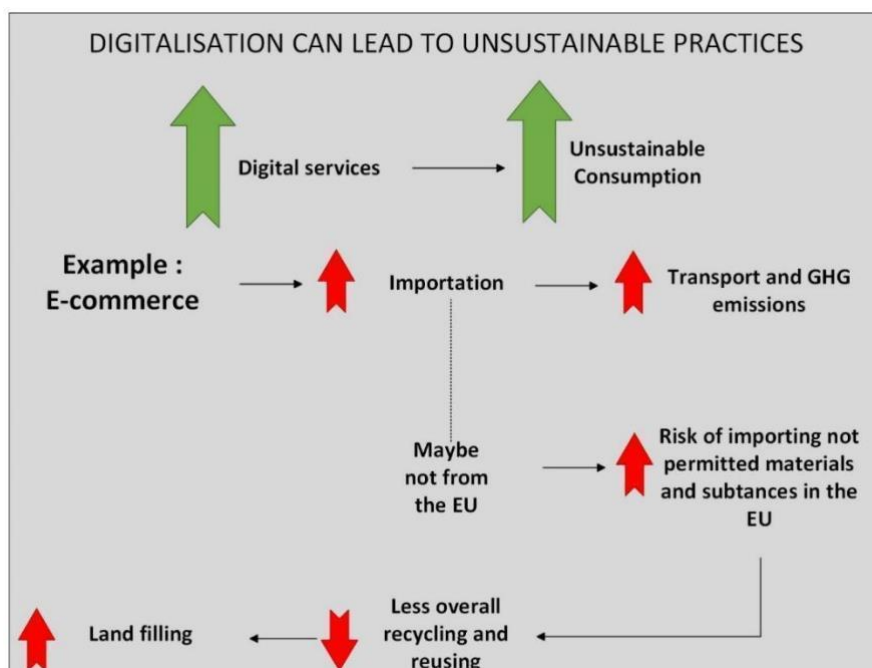 DIGITALISATION CAN LEAD TO UNSUSTAINABLE PRACTICES
Digital services
Unsustainable
Consumption
Example :
E-commerce
Importation
Transport and GHG
emissions
Maybe
not from
the EU
Risk of importing not
permitted materials
and subtances in the
EU
Land filling
Less overall
recycling and
reusing